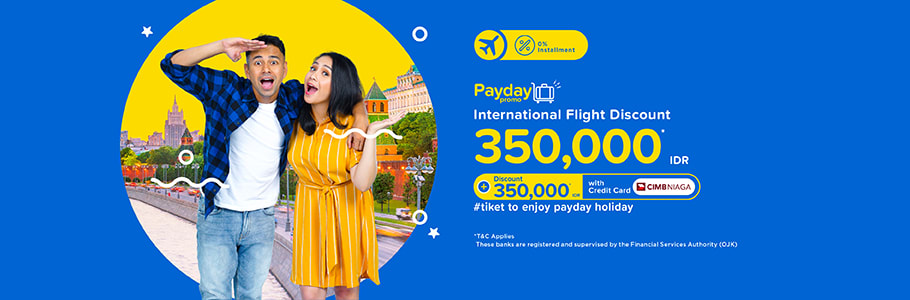 0%
Installment
Payday
promo
International Flight Discount
350,000*
IDR
+ Discount
350,000* IDR
with
Credit Card
CIMB NIAGA
#tiket to enjoy payday holiday
*T&C Applies
These banks are registered and supervised by the Financial Services Authority (OJK)